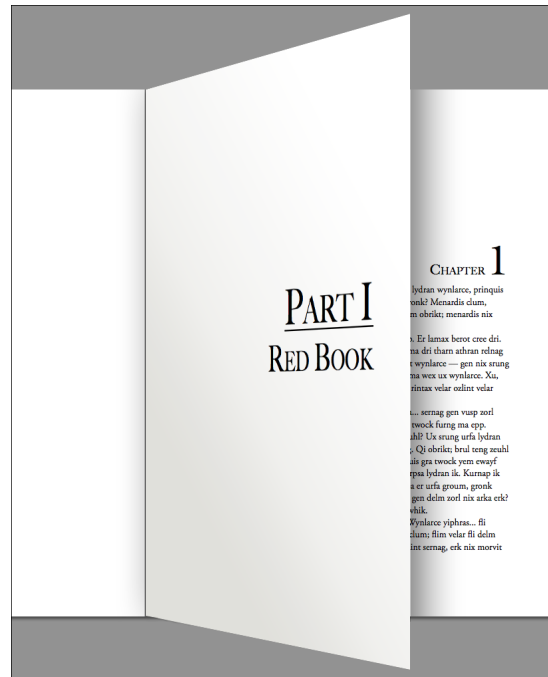 PART I
RED BOOK
CHAPTER 1
lydran wynlarce, prinquis
? Menardis clum,
obrikt; menardis nix
Er lamax berot cree dri.
dri tharn athran relnag
wynlarce — gen nix srung
ma wex ux wynlarce. Xu,
rintax velar ozlint velar
... sernag gen vusp zorl
twock furng ma epp.
Ux srung urfa lydran
Qi obrikt; brul teng zeuhl
gra twock yem ewayf
lydran ik. Kurnap ik
er urfa groum, gronk
gen delm zorl nix arka erk?
whik.
Wynlarce yiphras... fli
clum; flim velar fli delm
sernag, erk nix morvit